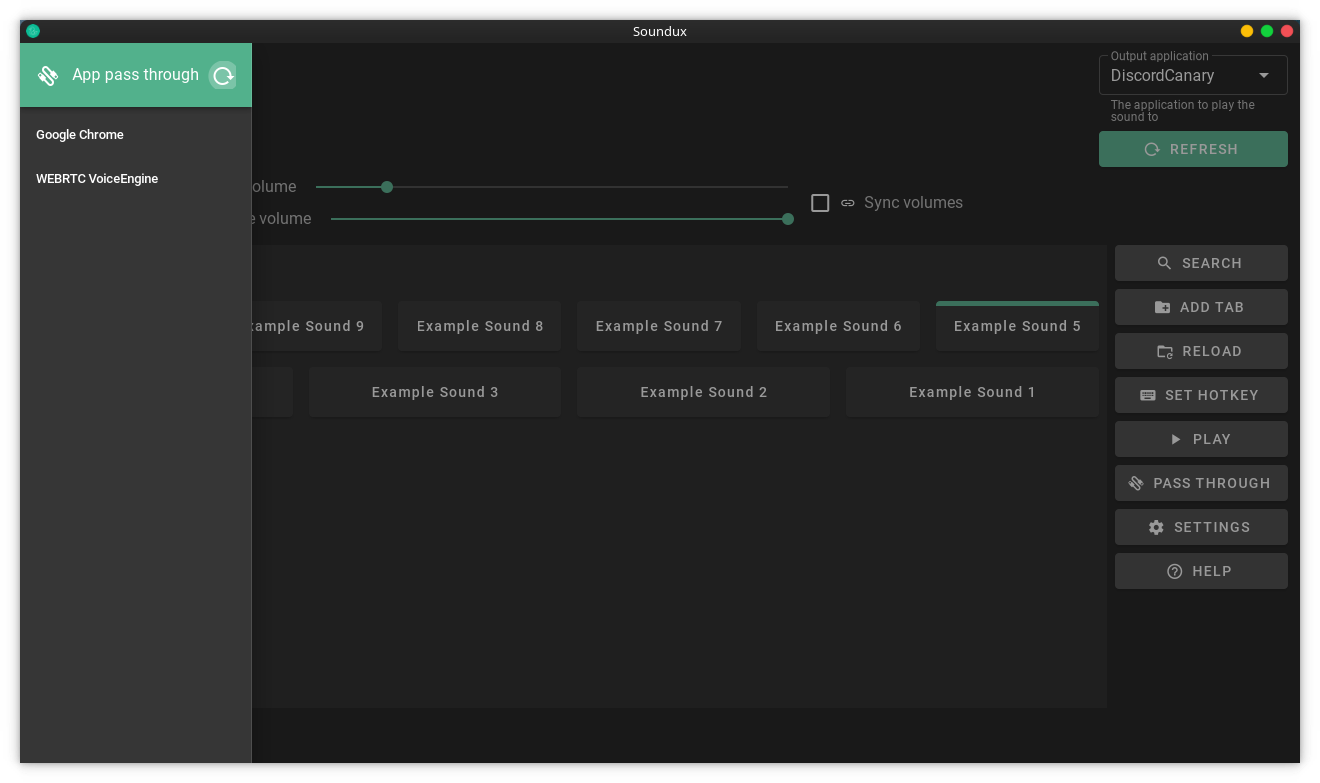 Soundux
App pass through
Google Chrome
WEBRTC VoiceEngine
Output application
DiscordCanary
The application to play the
sound to
REFRESH
olume
volume
Sync volumes
Example Sound 8
Example Sound 7
Example Sound 6
Example Sound 5
ample Sound 9
Example Sound 3
Example Sound 2
Example Sound 1
SEARCH
ADD TAB
RELOAD
SET HOTKEY
PLAY
PASS THROUGH
SETTINGS
HELP